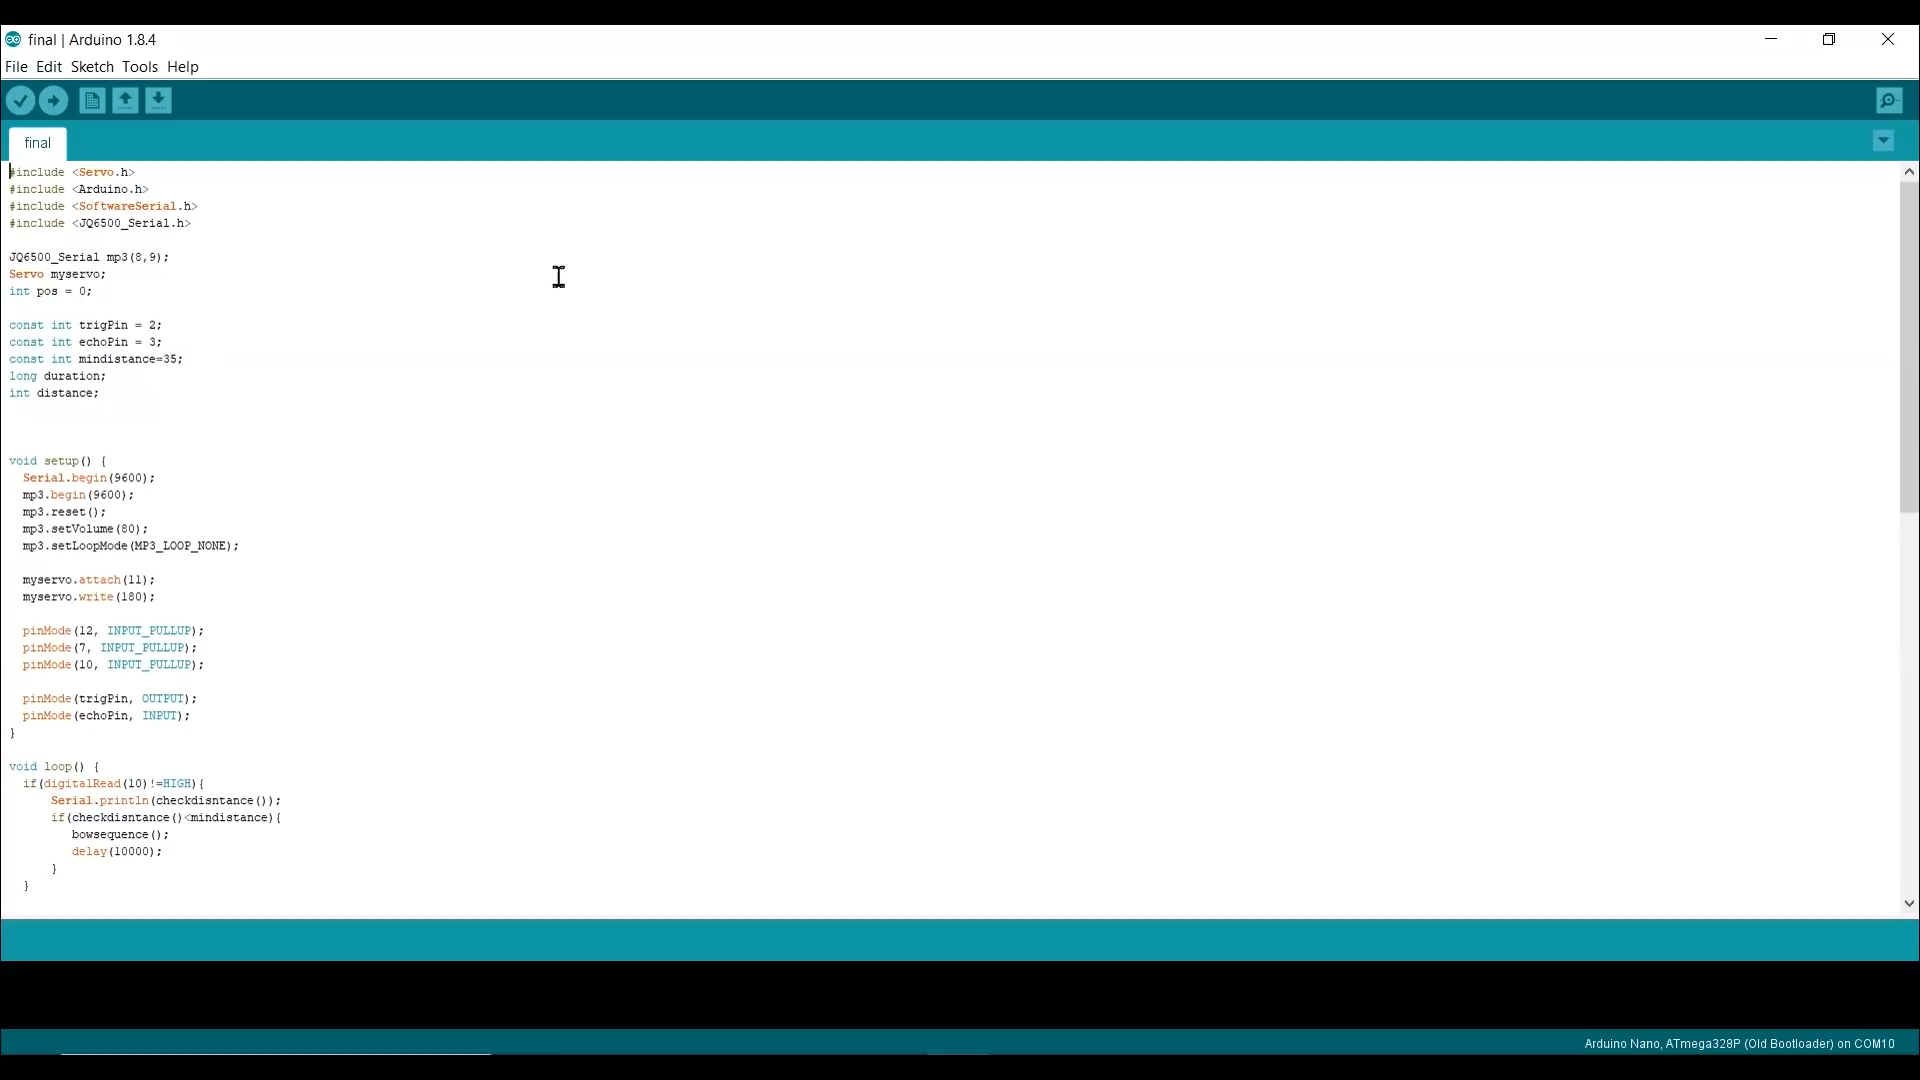 final | Arduino 1.8.4
File Edit Sketch Tools Help
final
#include <Servo.h>
#include <Arduino.h>
#include <SoftwareSerial.h>
#include <JQ6500_Serial.h>
JQ6500_Serial mp3(8,9);
Servo myservo;
int pos = 0;
const int trigPin = 2;
const int echoPin = 3;
const int mindistance=35;
long duration;
int distance;
void setup() {
Serial.begin(9600);
mp3.begin(9600);
mp3.reset();
mp3.setVolume(80);
mp3.setLoopMode(MP3_LOOP_NONE);
myservo.attach(11);
myservo.write(180);
pinMode(12, INPUT_PULLUP);
pinMode(7, INPUT_PULLUP);
pinMode(10, INPUT_PULLUP);
pinMode(trigPin, OUTPUT);
pinMode(echoPin, INPUT);
}
void loop() {
if(digitalRead(10)!=HIGH){
Serial.println(checkdisntance());
if(checkdisntance()<mindistance){
bowsequence();
delay(10000);
}
}
Arduino Nano, ATmega328P (Old Bootloader) on COM10